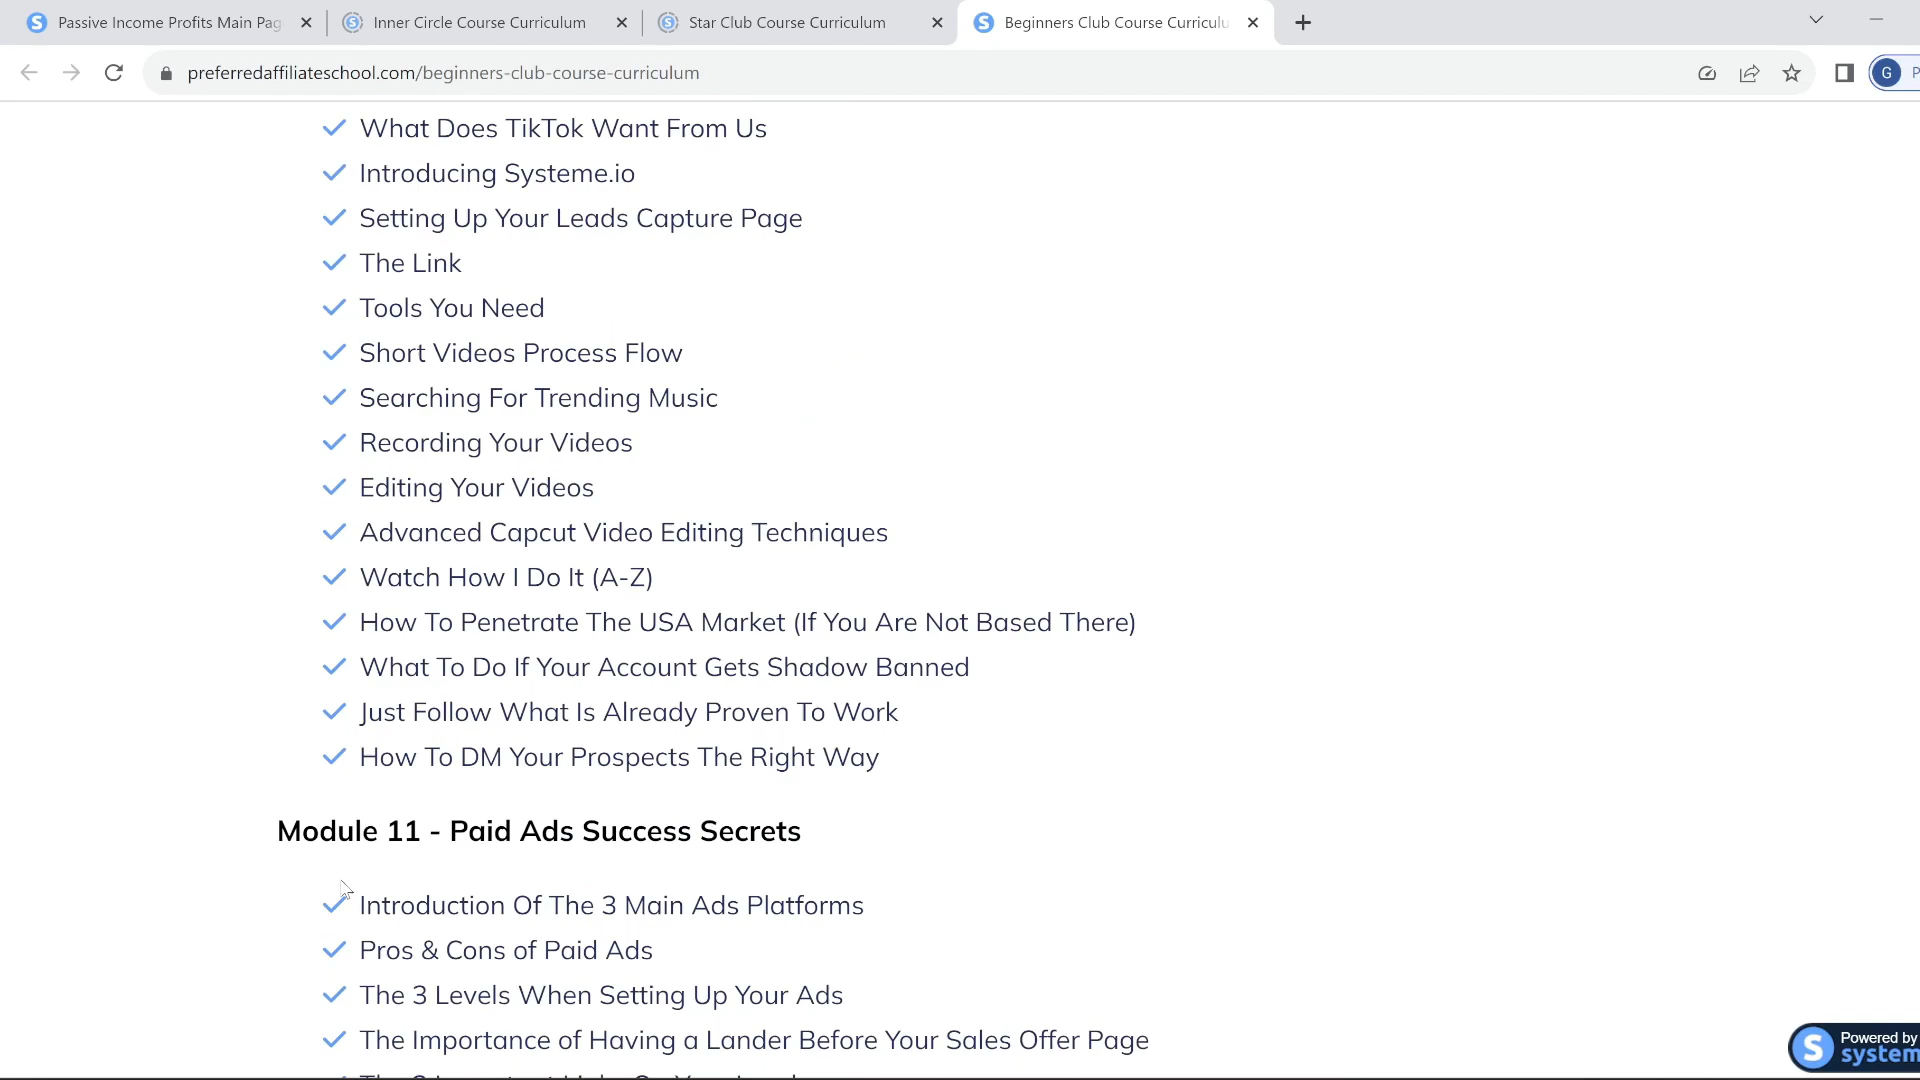 Passive Income Profits Main Pag
Inner Circle Course Curriculum
Star Club Course Curriculum
Beginners Club Course Curriculu
preferredaffiliateschool.com/beginners-club-course-curriculum
G
P
What Does TikTok Want From Us
Introducing Systeme.io
Setting Up Your Leads Capture Page
The Link
Tools You Need
Short Videos Process Flow
Searching For Trending Music
Recording Your Videos
Editing Your Videos
Advanced Capcut Video Editing Techniques
Watch How I Do It (A-Z)
How To Penetrate The USA Market (If You Are Not Based There)
What To Do If Your Account Gets Shadow Banned
Just Follow What Is Already Proven To Work
How To DM Your Prospects The Right Way
Module 11 - Paid Ads Success Secrets
Introduction Of The 3 Main Ads Platforms
Pros & Cons of Paid Ads
The 3 Levels When Setting Up Your Ads
The Importance of Having a Lander Before Your Sales Offer Page
Powered by
system